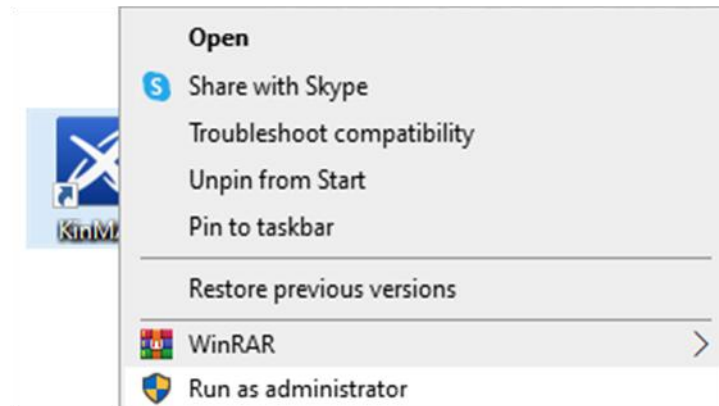 Open
Share with Skype
Troubleshoot compatibility
Unpin from Start
Pin to taskbar
Restore previous versions
WinRAR
Run as administrator